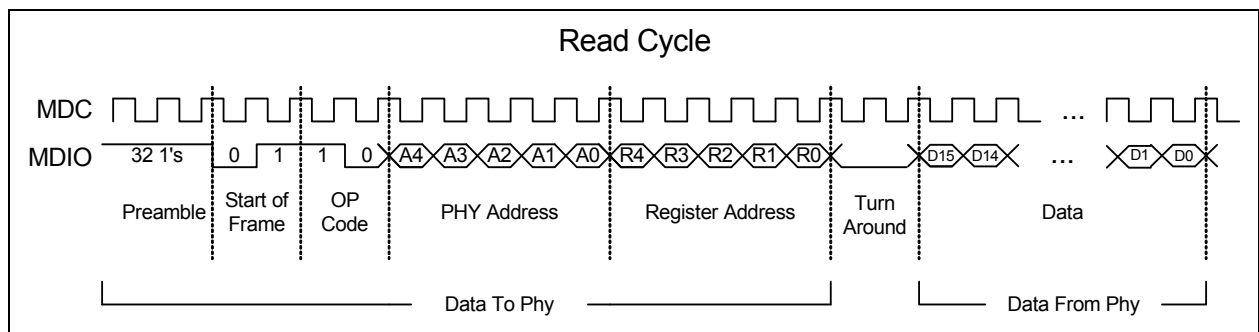 Read Cycle
MDC
...
MDIO 32 1's 0 1 1 0 A4 A3 A2 A1 A0 R4 R3 R2 R1 R0 D15 D14 ... D1 D0
Preamble
Start of
Frame
OP
Code
PHY Address
Register Address
Turn
Around
Data
Data To Phy
Data From Phy